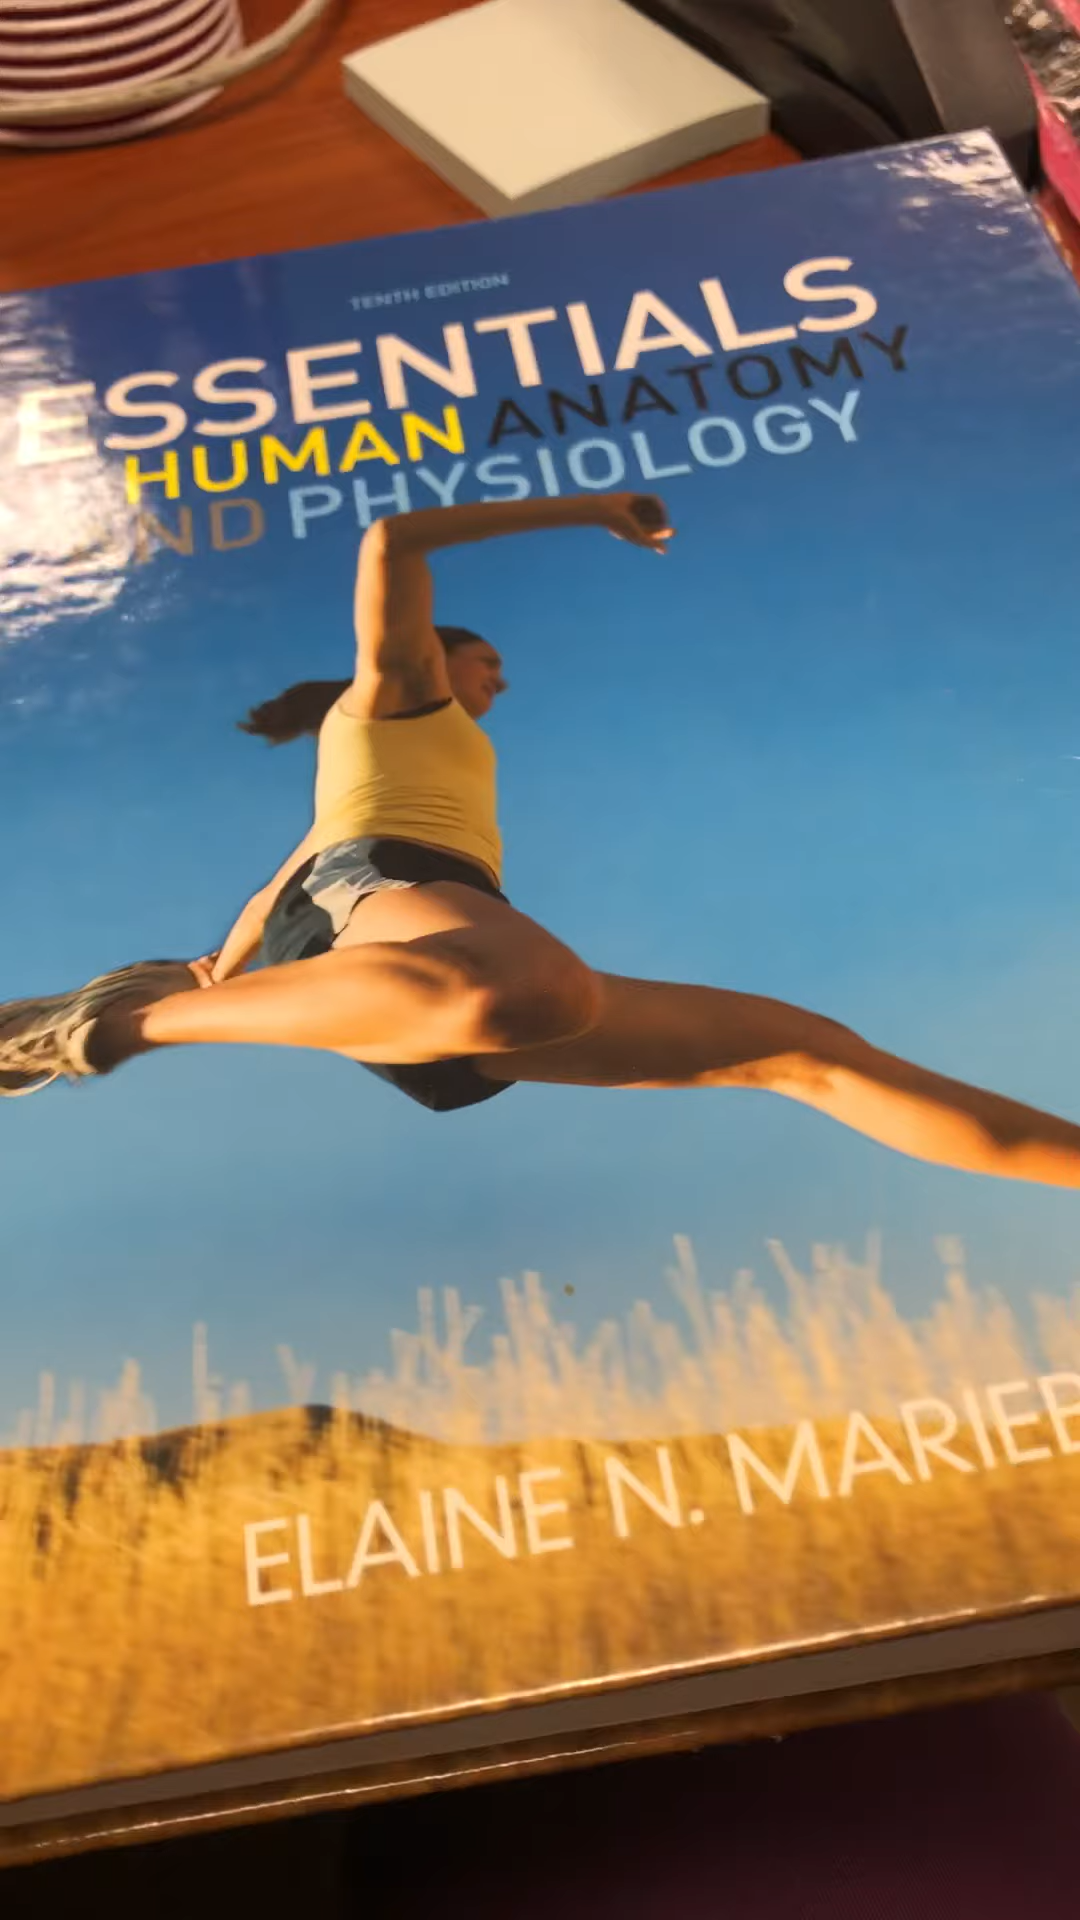 TENTH EDITION
ESSENTIALS
HUMAN ANATOMY
ND PHYSIOLOGY
ELAINE N. MARIEB